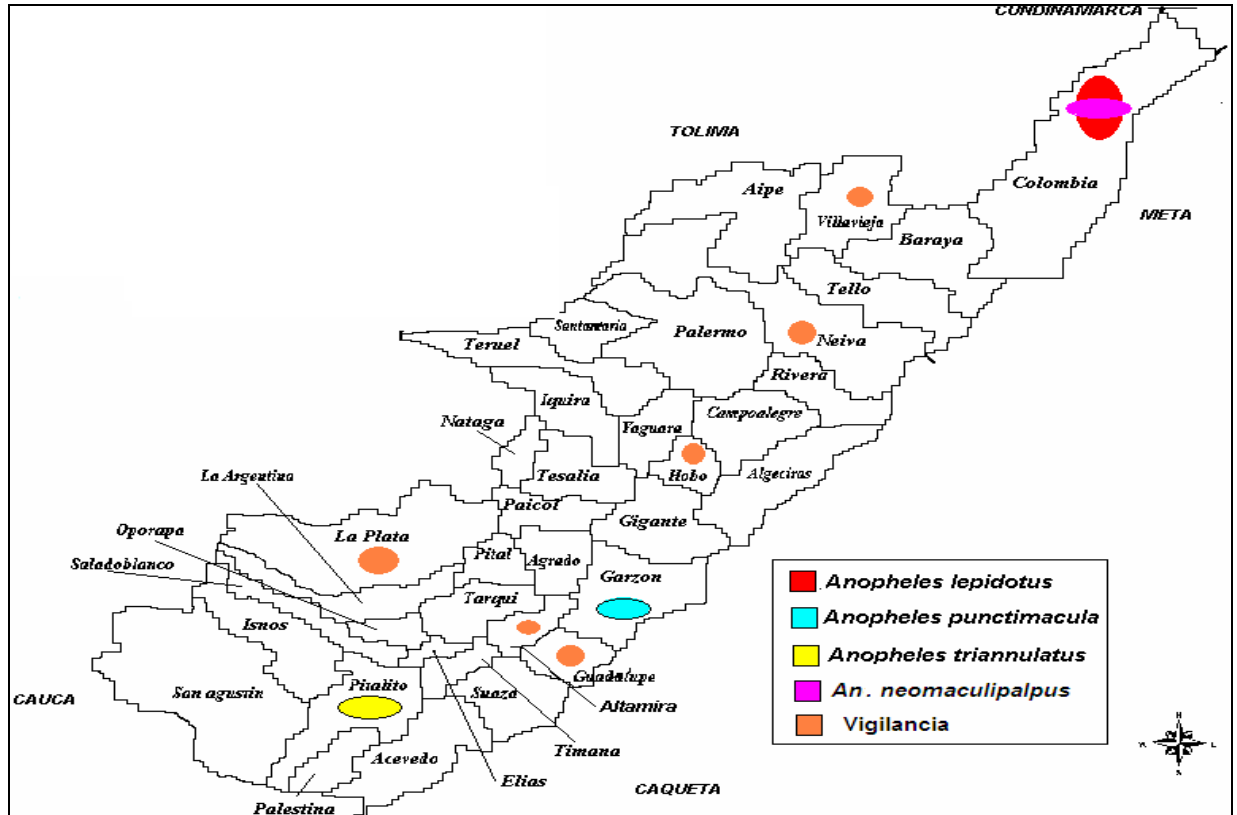 CUNDINAMARCA
TOLIMA
Aipe
Colombia
META
Villavieja
Baraya
Tello
Santamaria
Palermo
Neiva
Teruel
Rivera
Iquira
Campoalegre
Nataga
Yaguara
Hobo
Algeciras
Tesalia
La Argentina
Paicol
Gigante
Oporapa
La Plata
Pital
Agrado
Saladoblanco
Garzon
Tarqui
Isnos
Guadalupe
San agustin
Pitalito
Suaza
Altamira
CAUCA
Acevedo
Timana
Elias
CAQUETA
Palestina
Anopheles lepidotus
Anopheles punctimacula
Anopheles triannulatus
An. neomaculipalpus
Vigilancia
N
W
L
S